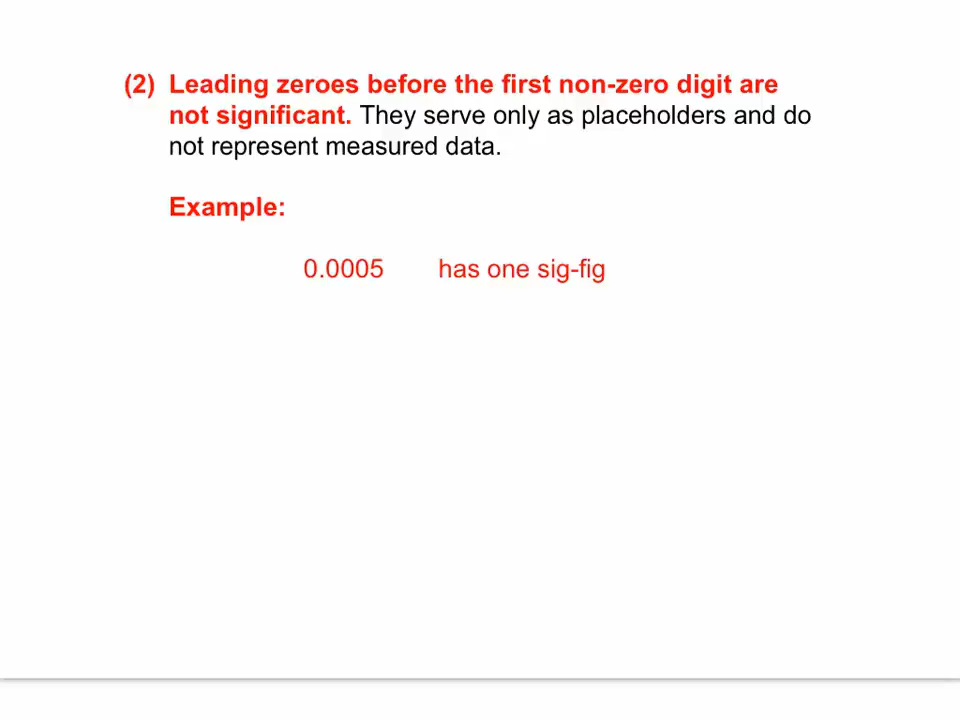 (2) Leading zeroes before the first non-zero digit are
not significant. They serve only as placeholders and do
not represent measured data.
Example:
0.0005 has one sig-fig